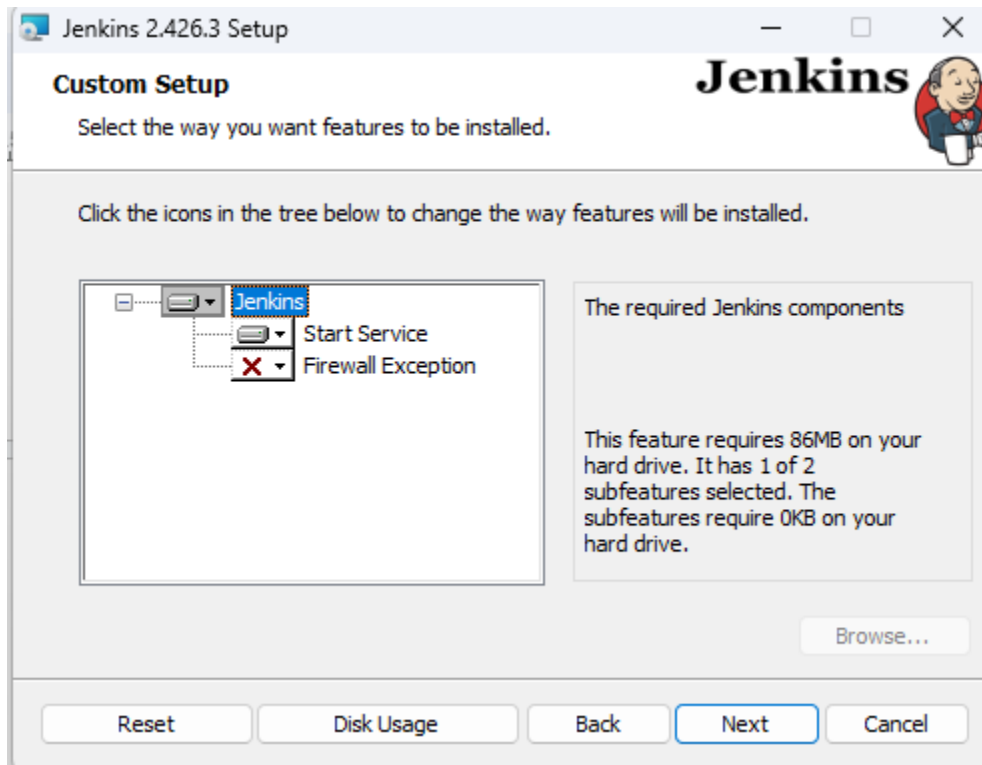 Jenkins 2.426.3 Setup
Custom Setup
Jenkins
Select the way you want features to be installed.
Click the icons in the tree below to change the way features will be installed.
Jenkins
Start Service
Firewall Exception
The required Jenkins components
This feature requires 86MB on your
hard drive. It has 1 of 2
subfeatures selected. The
subfeatures require 0KB on your
hard drive.
Browse...
Reset
Disk Usage
Back
Next
Cancel